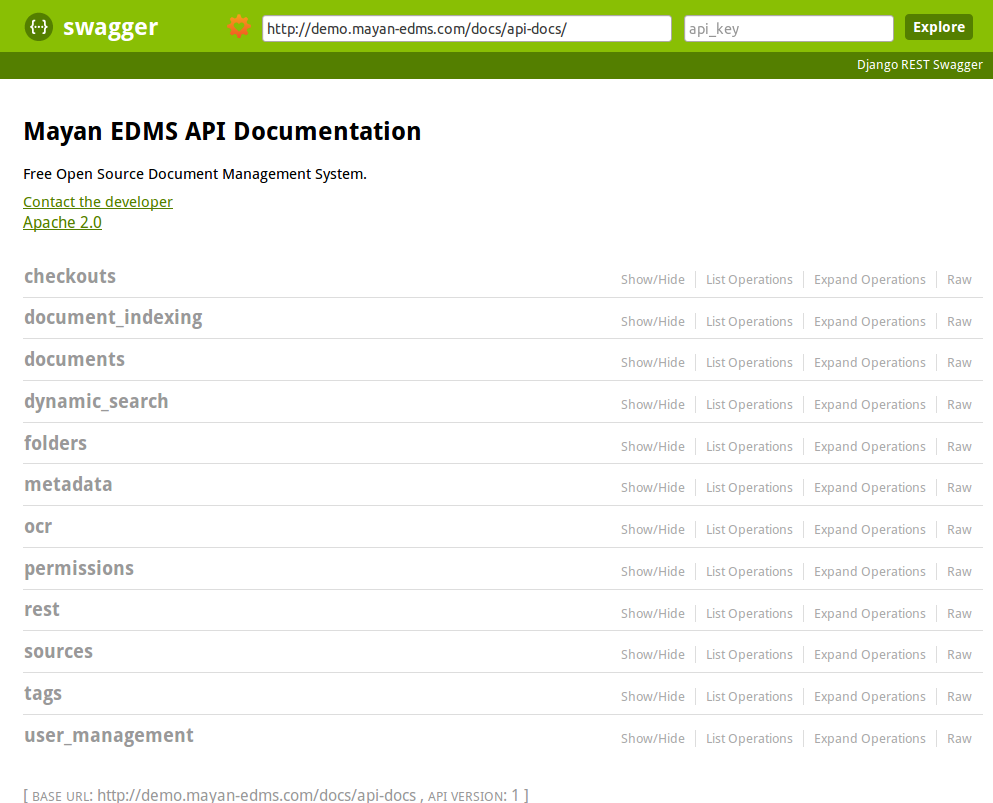 {··} swagger http://demo.mayan-edms.com/docs/api-docs/ api_key Explore
Django REST Swagger
Mayan EDMS API Documentation
Free Open Source Document Management System.
Contact the developer
Apache 2.0
checkouts Show/Hide List Operations Expand Operations Raw
document_indexing Show/Hide List Operations Expand Operations Raw
documents Show/Hide List Operations Expand Operations Raw
dynamic_search Show/Hide List Operations Expand Operations Raw
folders Show/Hide List Operations Expand Operations Raw
metadata Show/Hide List Operations Expand Operations Raw
ocr Show/Hide List Operations Expand Operations Raw
permissions Show/Hide List Operations Expand Operations Raw
rest Show/Hide List Operations Expand Operations Raw
sources Show/Hide List Operations Expand Operations Raw
tags Show/Hide List Operations Expand Operations Raw
user_management Show/Hide List Operations Expand Operations Raw
[ BASE URL: http://demo.mayan-edms.com/docs/api-docs , API VERSION: 1 ]